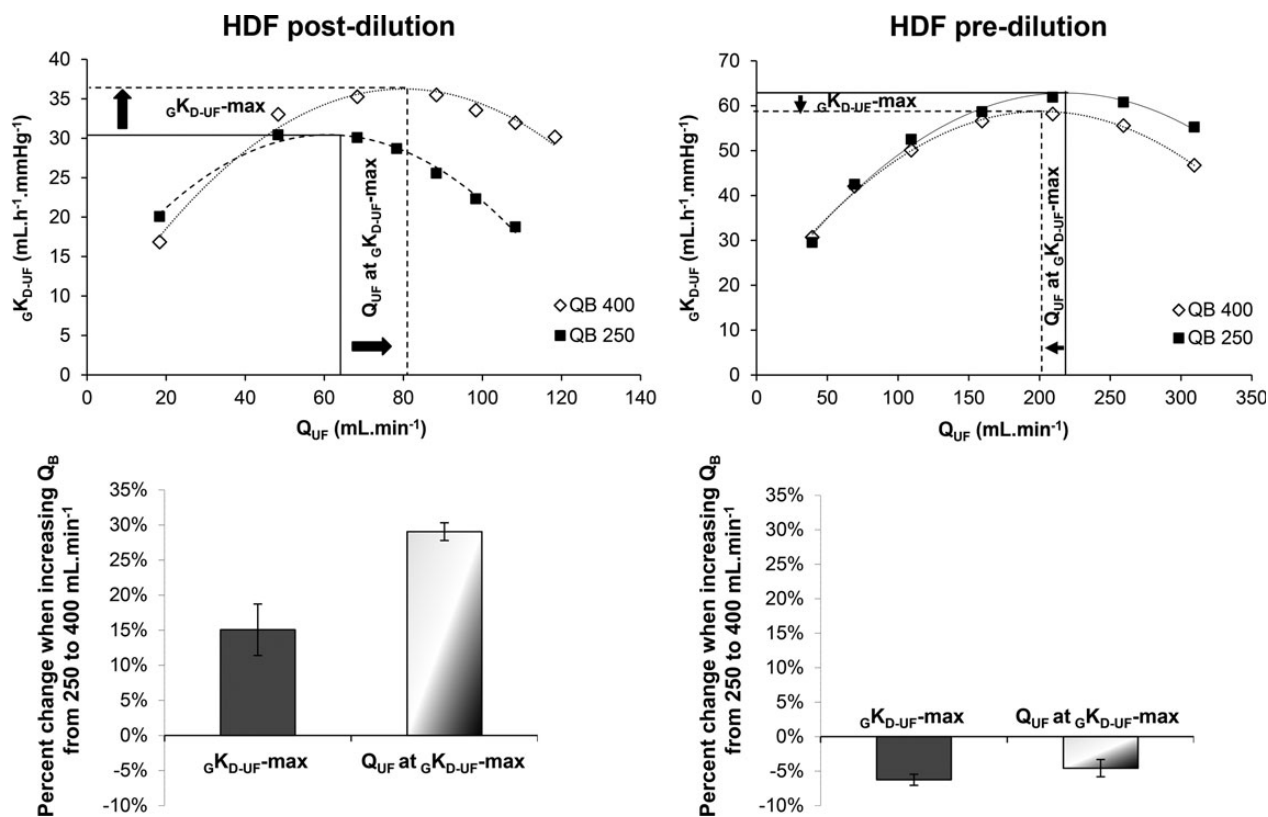 HDF post-dilution
40
35
30
25
20
15
10
5
0
GKD-UF (mL.h-1.mmHg-1)
GKD-UF-max
QUF at GKD-UF-max
QB 400
QB 250
0 20 40 60 80 100 120 140
QUF (mL.min-1)
HDF pre-dilution
70
60
50
40
30
20
10
0
GKD-UF (mL.h-1.mmHg-1)
GKD-UF-max
QUF at GKD-UF-max
QB 400
QB 250
0 50 100 150 200 250 300 350
QUF (mL.min-1)
Percent change when increasing QB
from 250 to 400 mL.min-1
35%
30%
25%
20%
15%
10%
5%
0%
-5%
-10%
GKD-UF-max QUF at GKD-UF-max
Percent change when increasing QB
from 250 to 400 mL.min-1
35%
30%
25%
20%
15%
10%
5%
0%
-5%
-10%
GKD-UF-max QUF at GKD-UF-max